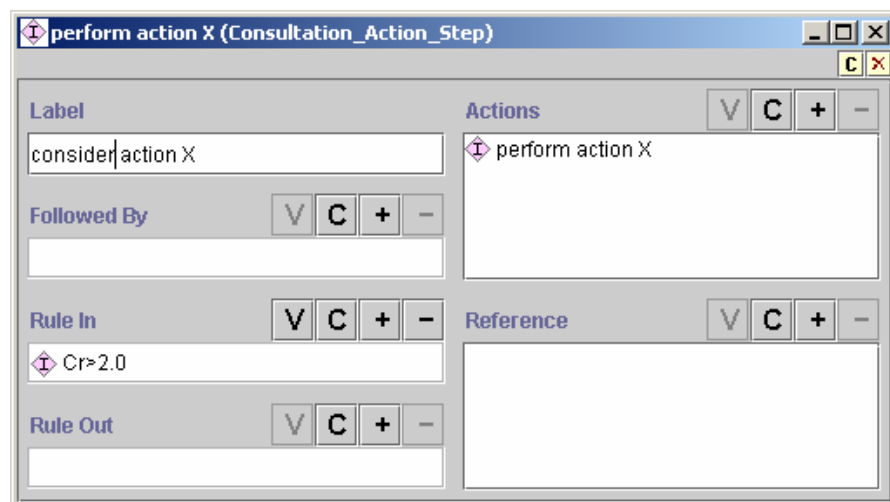 perform action X (Consultation_Action_Step)
C
Label
consider action X
Actions V C + −
perform action X
Followed By V C + −
Rule In V C + −
Cr>2.0
Reference V C + −
Rule Out V C + −